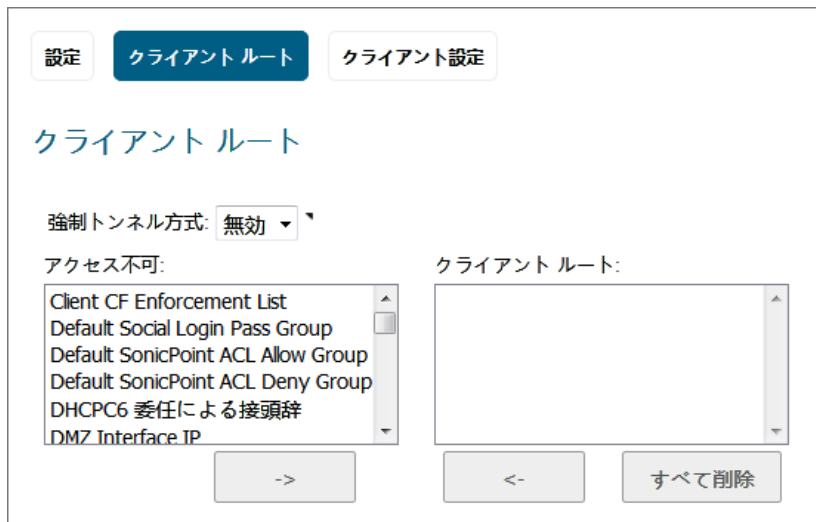 設定 クライアント ルート クライアント設定
クライアント ルート
強制トンネル方式: 無効
アクセス不可: クライアント ルート:
Client CF Enforcement List
Default Social Login Pass Group
Default SonicPoint ACL Allow Group
Default SonicPoint ACL Deny Group
DHCPC6 委任による接頭辞
DMZ Interface IP
-> <- すべて削除